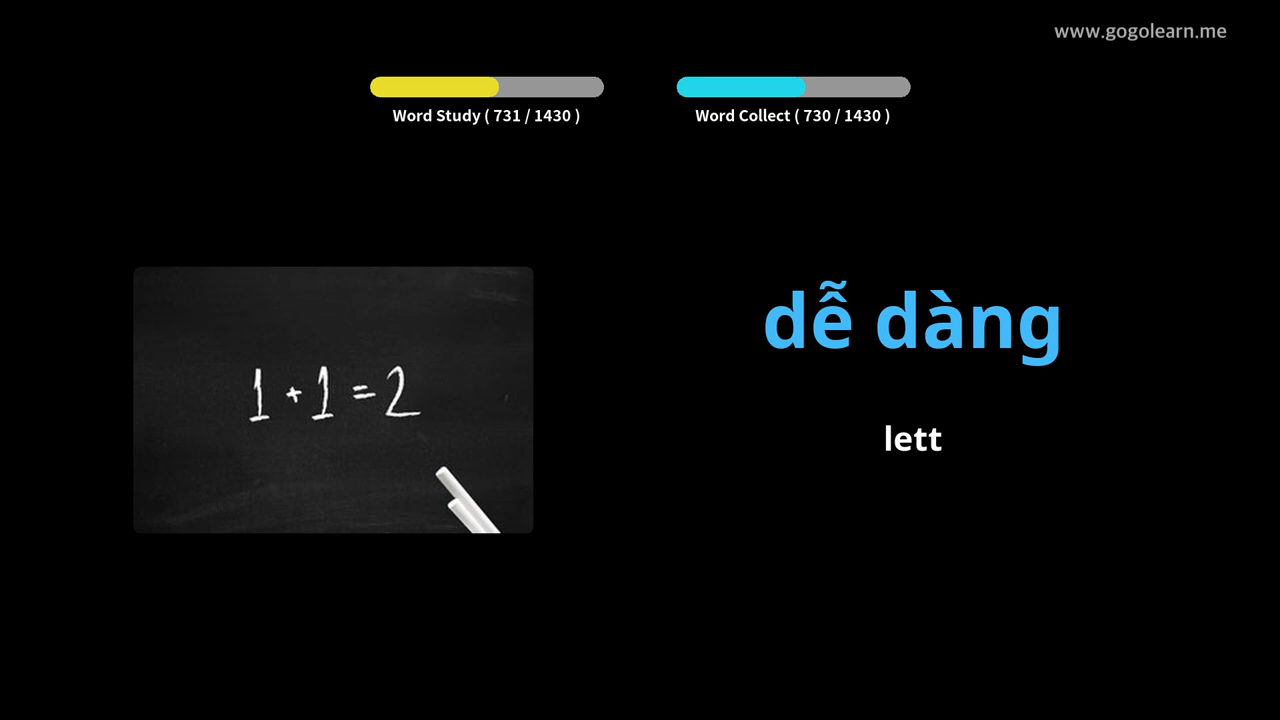 www.gogolearn.me
Word Study ( 731 / 1430 )
Word Collect ( 730 / 1430 )
1 + 1 = 2
dễ dàng
lett